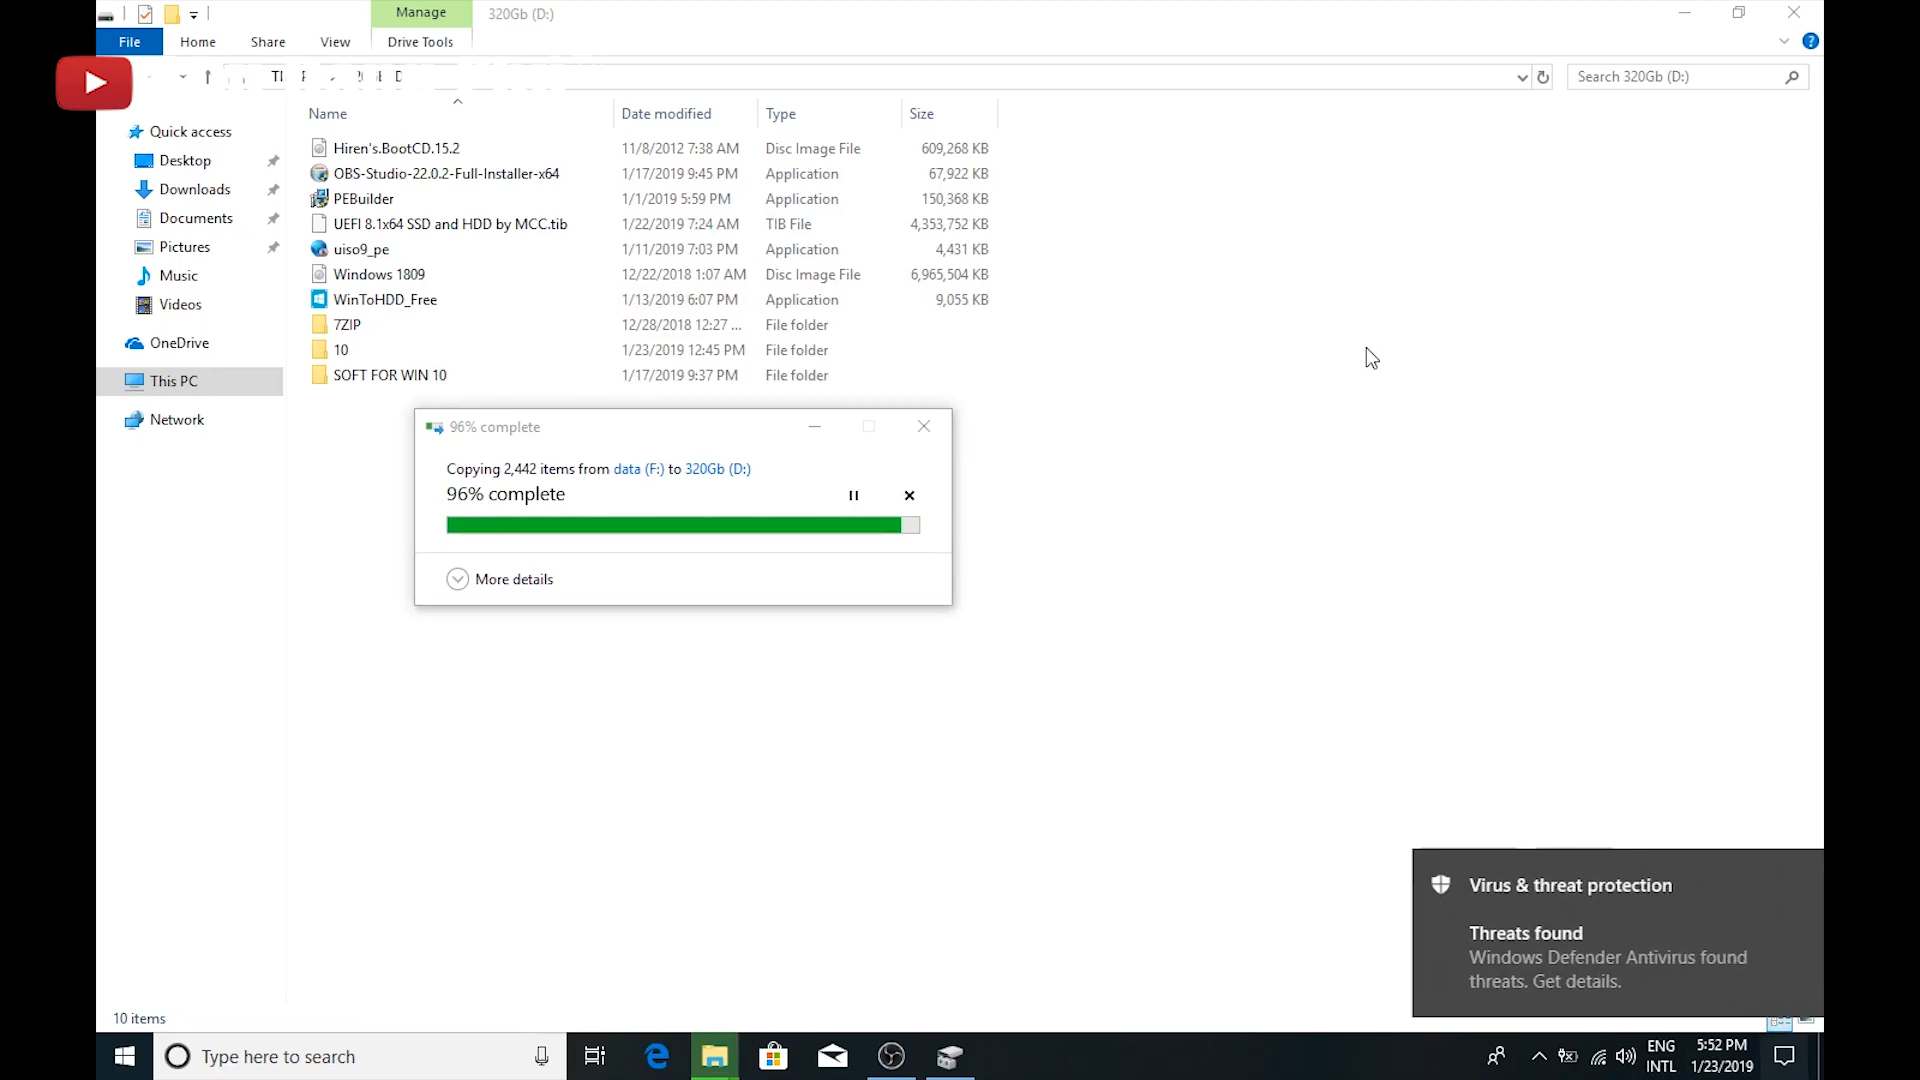 Manage
320Gb (D:)
File
Home
Share
View
Drive Tools
Search 320Gb (D:)
Name
Date modified
Type
Size
Quick access
Desktop
Downloads
Documents
Pictures
Music
Videos
OneDrive
This PC
Network
Hiren's.BootCD.15.2 11/8/2012 7:38 AM Disc Image File 609,268 KB
OBS-Studio-22.0.2-Full-Installer-x64 1/17/2019 9:45 PM Application 67,922 KB
PEBuilder 1/1/2019 5:59 PM Application 150,368 KB
UEFI 8.1x64 SSD and HDD by MCC.tib 1/22/2019 7:24 AM TIB File 4,353,752 KB
uiso9_pe 1/11/2019 7:03 PM Application 4,431 KB
Windows 1809 12/22/2018 1:07 AM Disc Image File 6,965,504 KB
WinToHDD_Free 1/13/2019 6:07 PM Application 9,055 KB
7ZIP 12/28/2018 12:27 ... File folder
10 1/23/2019 12:45 PM File folder
SOFT FOR WIN 10 1/17/2019 9:37 PM File folder
96% complete
Copying 2,442 items from data (F:) to 320Gb (D:)
96% complete
More details
Virus & threat protection
Threats found
Windows Defender Antivirus found
threats. Get details.
10 items
Type here to search
ENG
INTL
5:52 PM
1/23/2019